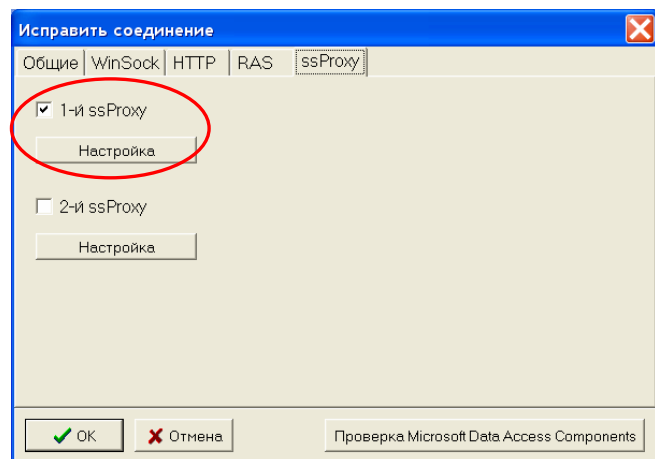 Исправить соединение
Общие WinSock HTTP RAS ssProxy
1-й ssProxy
Настройка
2-й ssProxy
Настройка
OK Отмена Проверка Microsoft Data Access Components